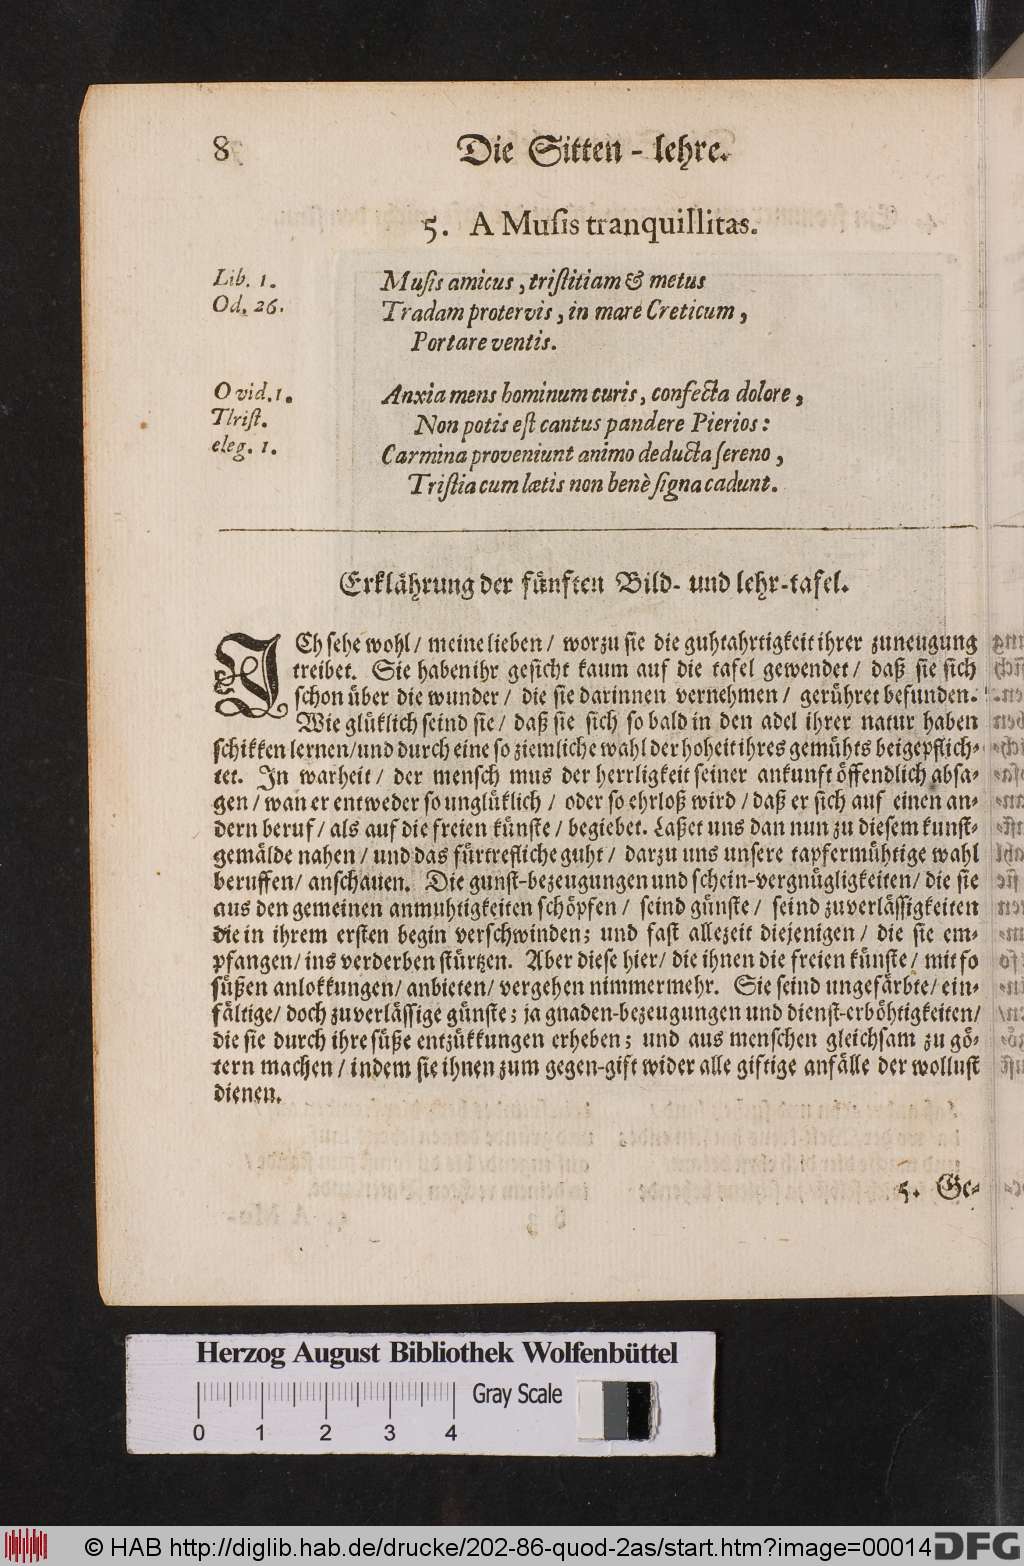 8
Die Sitten-lehre.
5. A Muſis tranquillitas.
Lib. 1.
Od. 26.
Muſis amicus, triſtitiam & metus
Tradam protervis, in mare Creticum,
Portare ventis.
Ovid. 1.
Thriſt.
eleg. 1.
Anxia mens hominum curis, confecta dolore,
Non potis eſt cantus pandere Pierios:
Carmina proveniunt animo deducta ſereno,
Triſtia cum lætis non benè ſigna cadunt.
Erklährung der fünften Bild- und lehr-tafel.
ICh ſehe wohl/ meine lieben/ worzu ſie die guhtahrtigkeit ihrer zuneugung
treibet. Sie haben ihr geſicht kaum auf die tafel gewendet/ daß ſie ſich
ſchon über die wunder/ die ſie darinnen vernehmen/ gerühret befunden.
Wie glüklich ſeind ſie/ daß ſie ſich ſo bald in den adel ihrer natur haben
ſchikken lernen/ und durch eine ſo ziemliche wahl der hoheit ihres gemühts beigepflich-
tet. In warheit/ der menſch mus der herrligkeit ſeiner ankunft öffendlich abſa-
gen/ wan er entweder ſo unglüklich/ oder ſo ehrloß wird/ daß er ſich auf einen an-
dern beruf/ als auf die freien künſte/ begiebet. Laßet uns dan nun zu dieſem kunſt-
gemälde nahen/ und das fürtrefliche guht/ darzu uns unſere tapfermühtige wahl
beruffen/ anſchauen. Die gunſt-bezeugungen und ſchein-vergnügligkeiten/ die ſie
aus den gemeinen anmuhtigkeiten ſchöpfen/ ſeind günſte/ ſeind zuverläſſigkeiten
die in ihrem erſten begin verſchwinden; und faſt allezeit diejenigen/ die ſie em-
pfangen/ ins verderben ſtürtzen. Aber dieſe hier/ die ihnen die freien künſte/ mit ſo
ſüßen anlokkungen/ anbieten/ vergehen nimmermehr. Sie ſeind ungefärbte/ ein-
fältige/ doch zuverläſſige günſte; ja gnaden-bezeugungen und dienſt-erböhtigkeiten/
die ſie durch ihre ſüße entzükkungen erheben; und aus menſchen gleichſam zu gö-
tern machen/ indem ſie ihnen zum gegen-gift wider alle giftige anfälle der wolluſt
dienen.
5. Ge-
Herzog August Bibliothek Wolfenbüttel
Gray Scale
0 1 2 3 4
© HAB http://diglib.hab.de/drucke/202-86-quod-2as/start.htm?image=00014
DFG